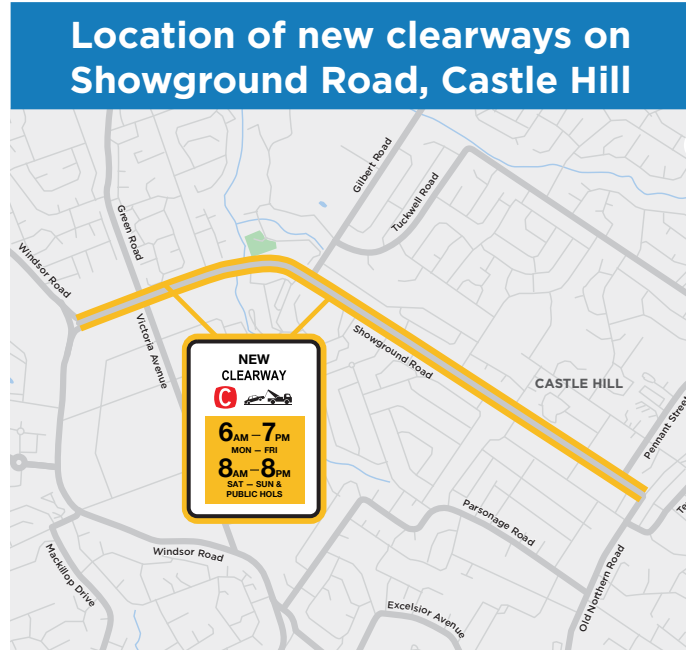 Location of new clearways on
Showground Road, Castle Hill
Gilbert Road
Tuckwell Road
Green Road
Windsor Road
Victoria Avenue
Showground Road
NEW
CLEARWAY
C
6AM – 7PM
MON – FRI
8AM – 8PM
SAT – SUN &
PUBLIC HOLS
CASTLE HILL
Pennant Street
Parsonage Road
Windsor Road
Mackillop Drive
Excelsior Avenue
Old Northern Road